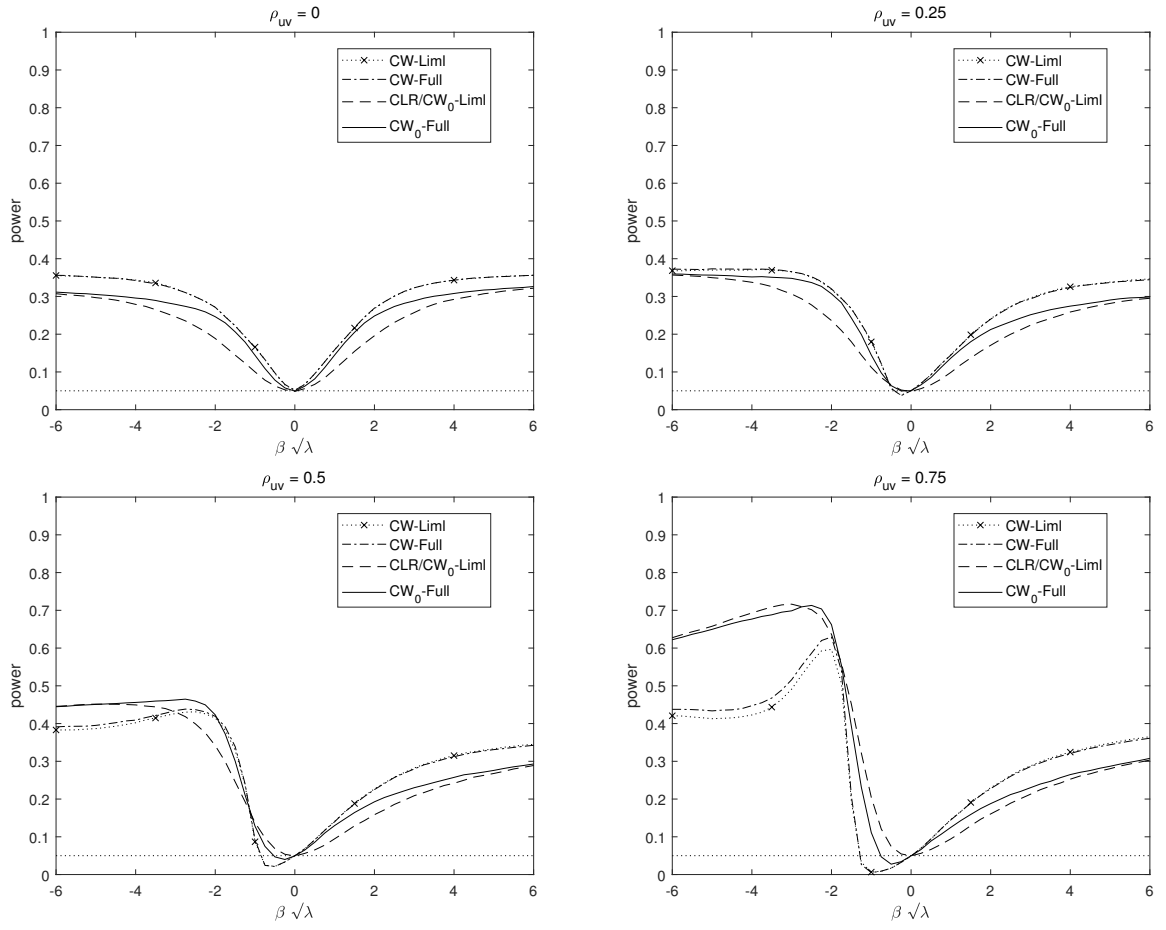 ρuv = 0
1
0.9
0.8
0.7
0.6
0.5
0.4
0.3
0.2
0.1
0
power
-6 -4 -2 0 2 4 6
β √λ
CW-Liml
CW-Full
CLR/CW0-Liml
CW0-Full
ρuv = 0.25
1
0.9
0.8
0.7
0.6
0.5
0.4
0.3
0.2
0.1
0
power
-6 -4 -2 0 2 4 6
β √λ
CW-Liml
CW-Full
CLR/CW0-Liml
CW0-Full
ρuv = 0.5
1
0.9
0.8
0.7
0.6
0.5
0.4
0.3
0.2
0.1
0
power
-6 -4 -2 0 2 4 6
β √λ
CW-Liml
CW-Full
CLR/CW0-Liml
CW0-Full
ρuv = 0.75
1
0.9
0.8
0.7
0.6
0.5
0.4
0.3
0.2
0.1
0
power
-6 -4 -2 0 2 4 6
β √λ
CW-Liml
CW-Full
CLR/CW0-Liml
CW0-Full